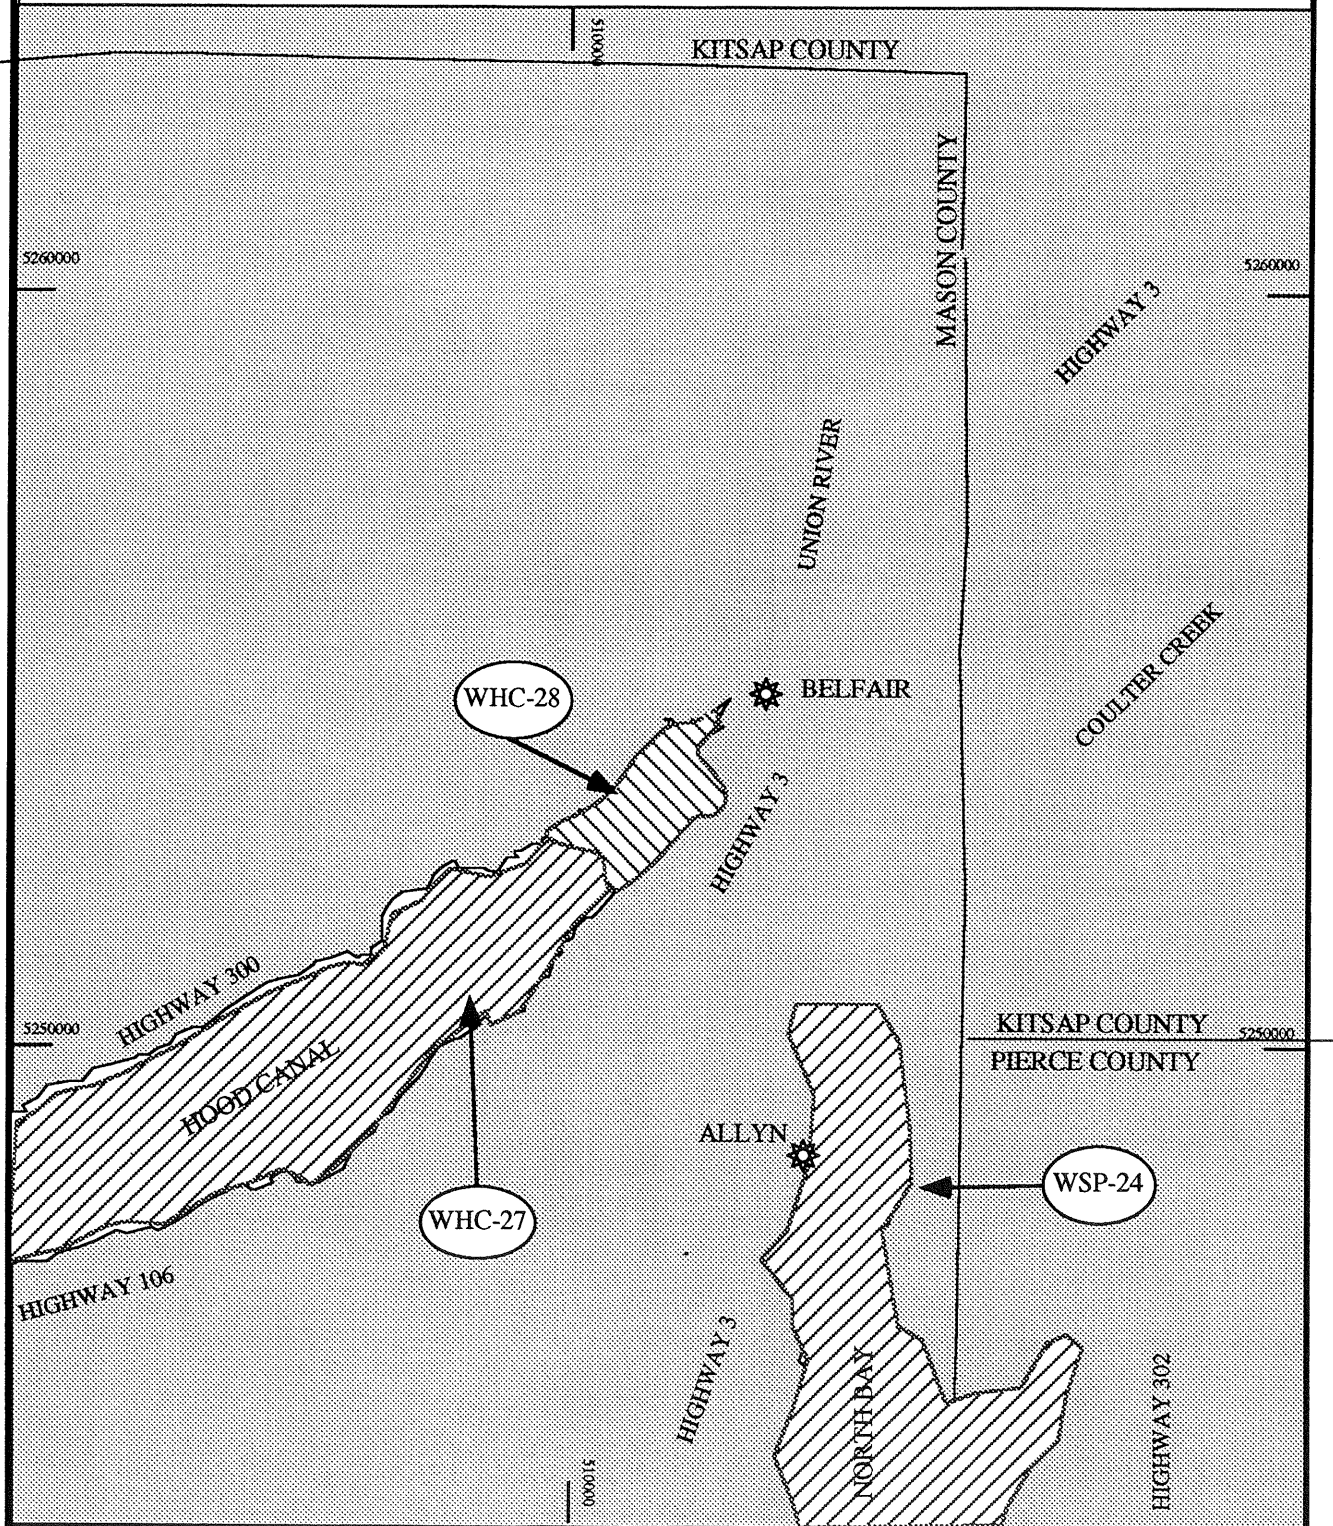 510000
KITSAP COUNTY
MASON COUNTY
5260000
5260000
HIGHWAY 3
UNION RIVER
COULTER CREEK
WHC-28
BELFAIR
HIGHWAY 3
HIGHWAY 300
KITSAP COUNTY
5250000
5250000
PIERCE COUNTY
HOOD CANAL
ALLYN
WSP-24
WHC-27
HIGHWAY 106
HIGHWAY 3
NORTH BAY
HIGHWAY 302
510000